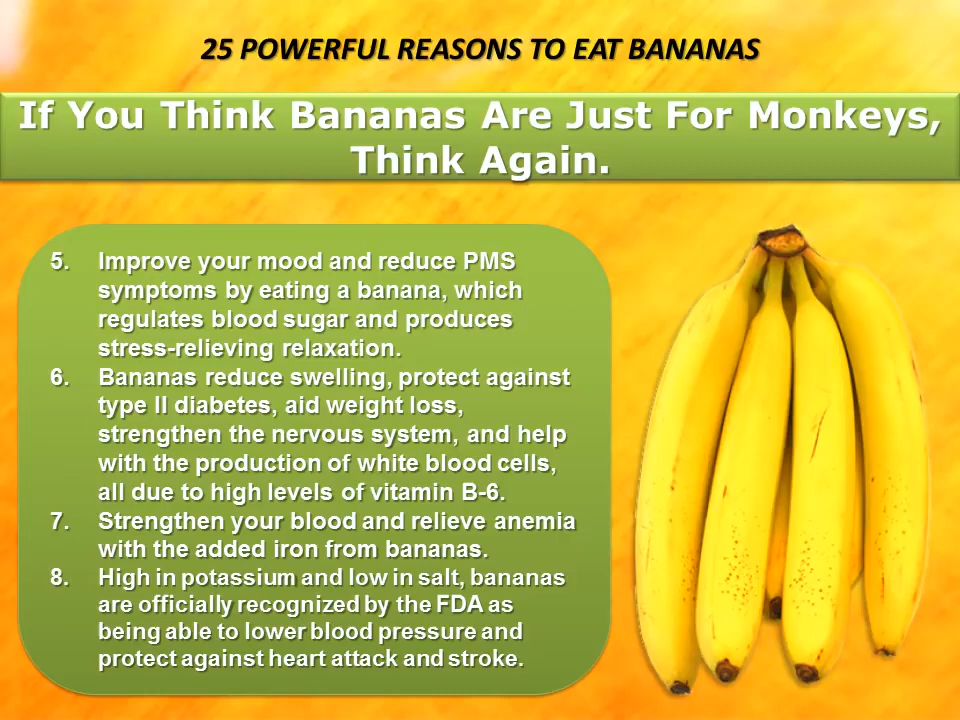 25 POWERFUL REASONS TO EAT BANANAS
If You Think Bananas Are Just For Monkeys,
Think Again.
5. Improve your mood and reduce PMS
symptoms by eating a banana, which
regulates blood sugar and produces
stress-relieving relaxation.
6. Bananas reduce swelling, protect against
type II diabetes, aid weight loss,
strengthen the nervous system, and help
with the production of white blood cells,
all due to high levels of vitamin B-6.
7. Strengthen your blood and relieve anemia
with the added iron from bananas.
8. High in potassium and low in salt, bananas
are officially recognized by the FDA as
being able to lower blood pressure and
protect against heart attack and stroke.